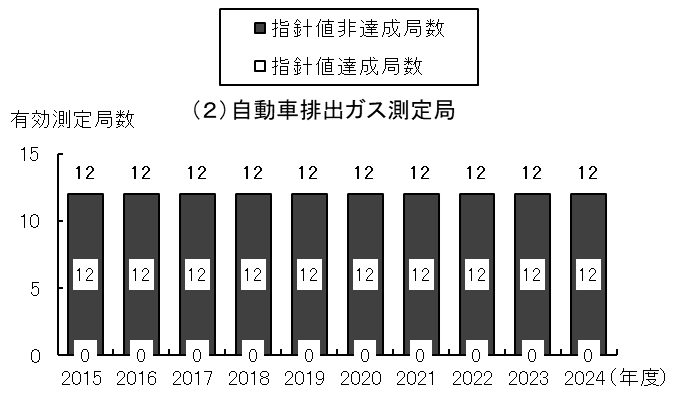 指針値非達成局数
指針値達成局数
(2)自動車排出ガス測定局
有効測定局数
15
12 12 12 12 12 12 12 12 12 12
10
12 12 12 12 12 12 12 12 12 12
5
0
0 0 0 0 0 0 0 0 0 0
2015 2016 2017 2018 2019 2020 2021 2022 2023 2024 (年度)